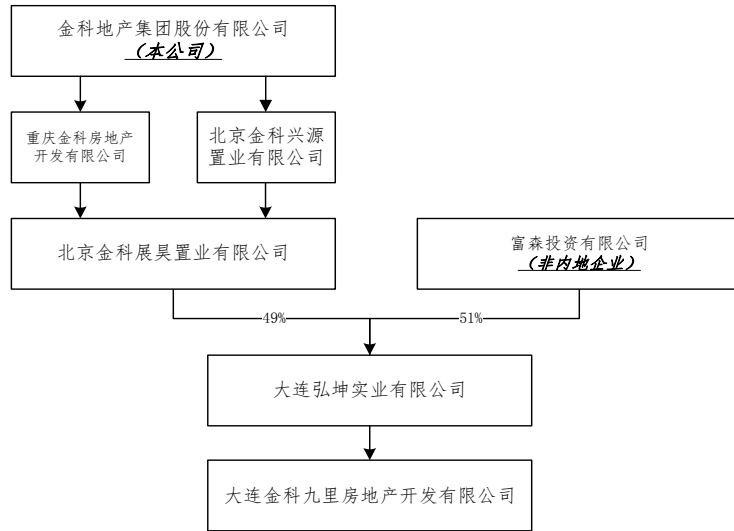 金科地产集团股份有限公司
（本公司）
重庆金科房地产
开发有限公司
北京金科兴源
置业有限公司
北京金科展昊置业有限公司
富森投资有限公司
（非内地企业）
49%
51%
大连弘坤实业有限公司
大连金科九里房地产开发有限公司